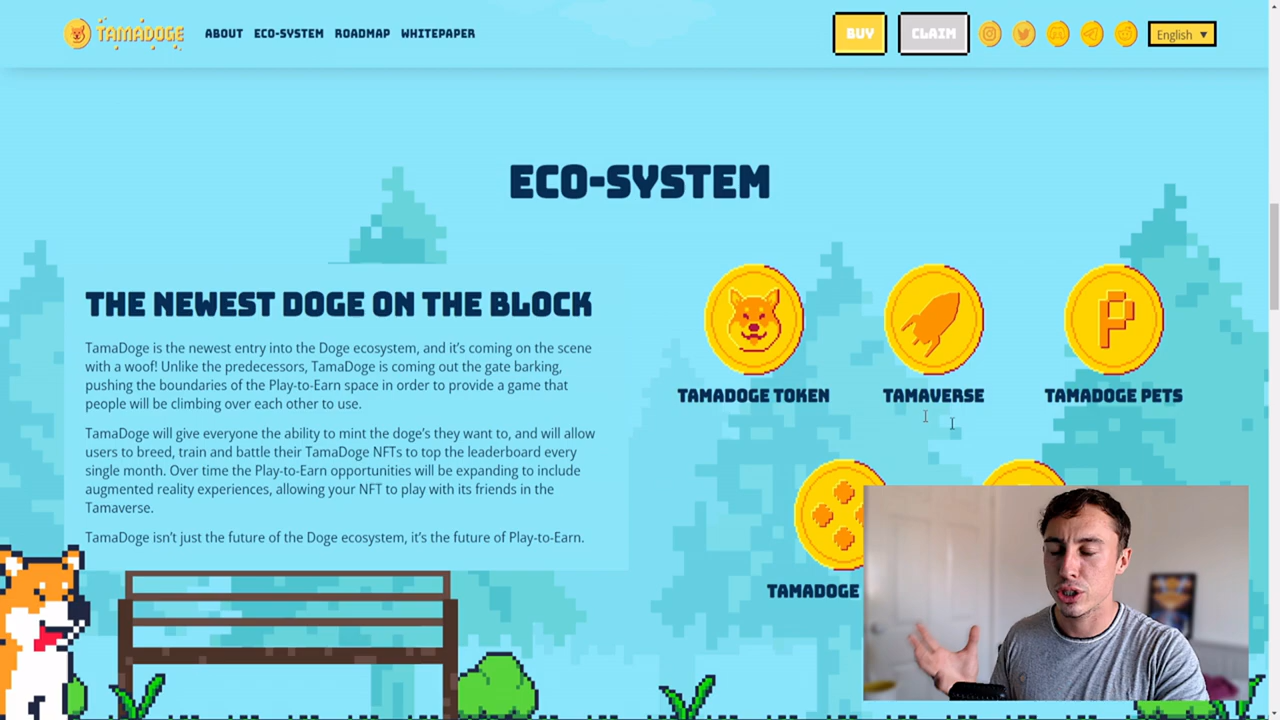 TAMADOGE
ABOUT ECO-SYSTEM ROADMAP WHITEPAPER
BUY CLAIM English ▼
ECO-SYSTEM
THE NEWEST DOGE ON THE BLOCK
TamaDoge is the newest entry into the Doge ecosystem, and it's coming on the scene
with a woof! Unlike the predecessors, TamaDoge is coming out the gate barking,
pushing the boundaries of the Play-to-Earn space in order to provide a game that
people will be climbing over each other to use.
TamaDoge will give everyone the ability to mint the doge's they want to, and will allow
users to breed, train and battle their TamaDoge NFTs to top the leaderboard every
single month. Over time the Play-to-Earn opportunities will be expanding to include
augmented reality experiences, allowing your NFT to play with its friends in the
Tamaverse.
TamaDoge isn't just the future of the Doge ecosystem, it's the future of Play-to-Earn.
P
TAMADOGE TOKEN
TAMAVERSE
TAMADOGE PETS
TAMADOGE